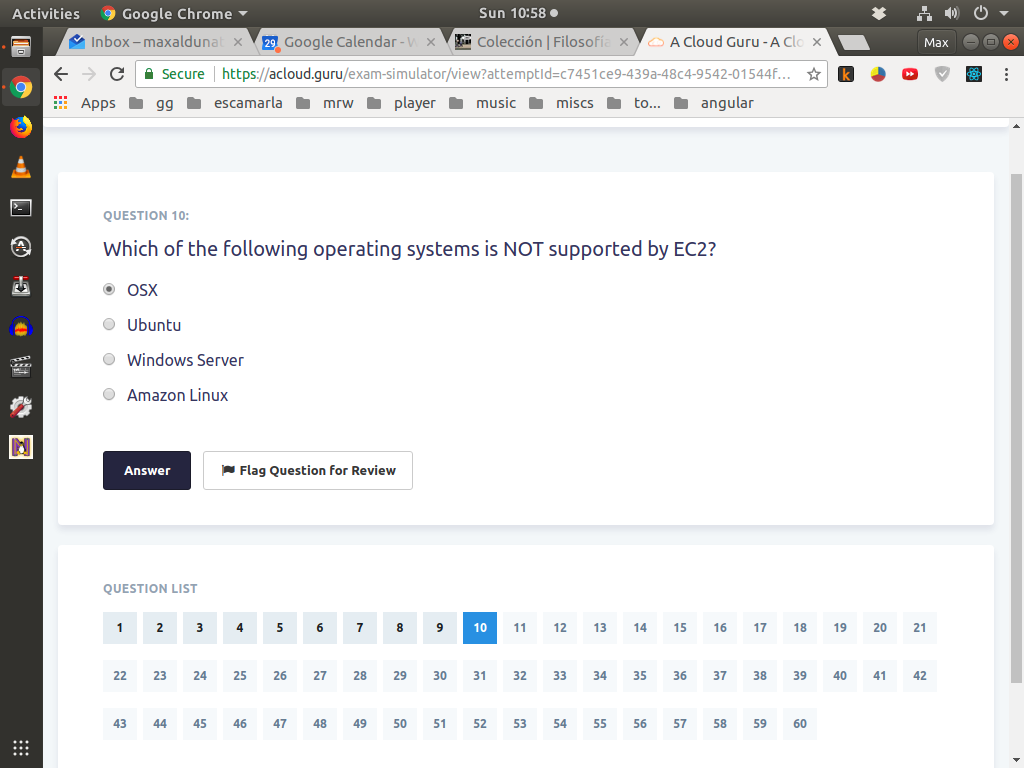 Activities Google Chrome Sun 10:58 Max
Inbox – maxaldunat Google Calendar - W Colección | Filosofía A Cloud Guru - A Clo
Secure https://acloud.guru/exam-simulator/view?attemptId=c7451ce9-439a-48c4-9542-01544f...
Apps gg escamarla mrw player music miscs to... angular
QUESTION 10:
Which of the following operating systems is NOT supported by EC2?
OSX
Ubuntu
Windows Server
Amazon Linux
Answer Flag Question for Review
QUESTION LIST
1 2 3 4 5 6 7 8 9 10 11 12 13 14 15 16 17 18 19 20 21
22 23 24 25 26 27 28 29 30 31 32 33 34 35 36 37 38 39 40 41 42
43 44 45 46 47 48 49 50 51 52 53 54 55 56 57 58 59 60